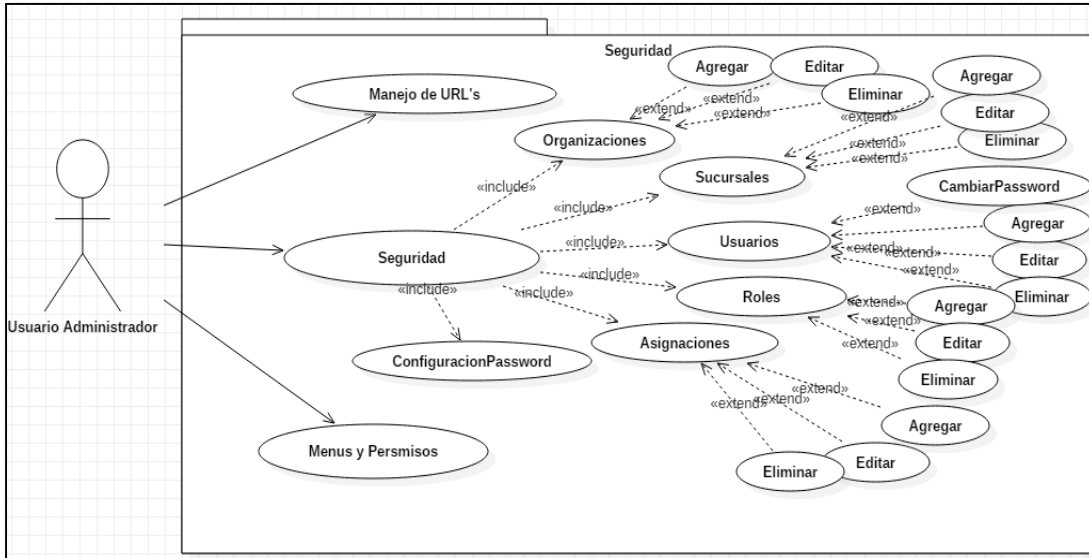 Seguridad
Agregar
Editar
Eliminar
Agregar
Editar
Eliminar
Manejo de URL's
«extend»
«extend»
«extend»
«extend»
«extend»
«extend»
Organizaciones
Sucursales
«include»
«include»
CambiarPassword
«extend»
Agregar
Usuarios
«include»
«extend»
«extend»
Editar
Seguridad
«include»
«extend»
Eliminar
«include»
«include»
Roles
«extend»
Agregar
«extend»
Editar
«extend»
Eliminar
Usuario Administrador
Asignaciones
ConfiguracionPassword
«extend»
«extend»
«extend»
Agregar
Menus y Persmisos
Eliminar
Editar